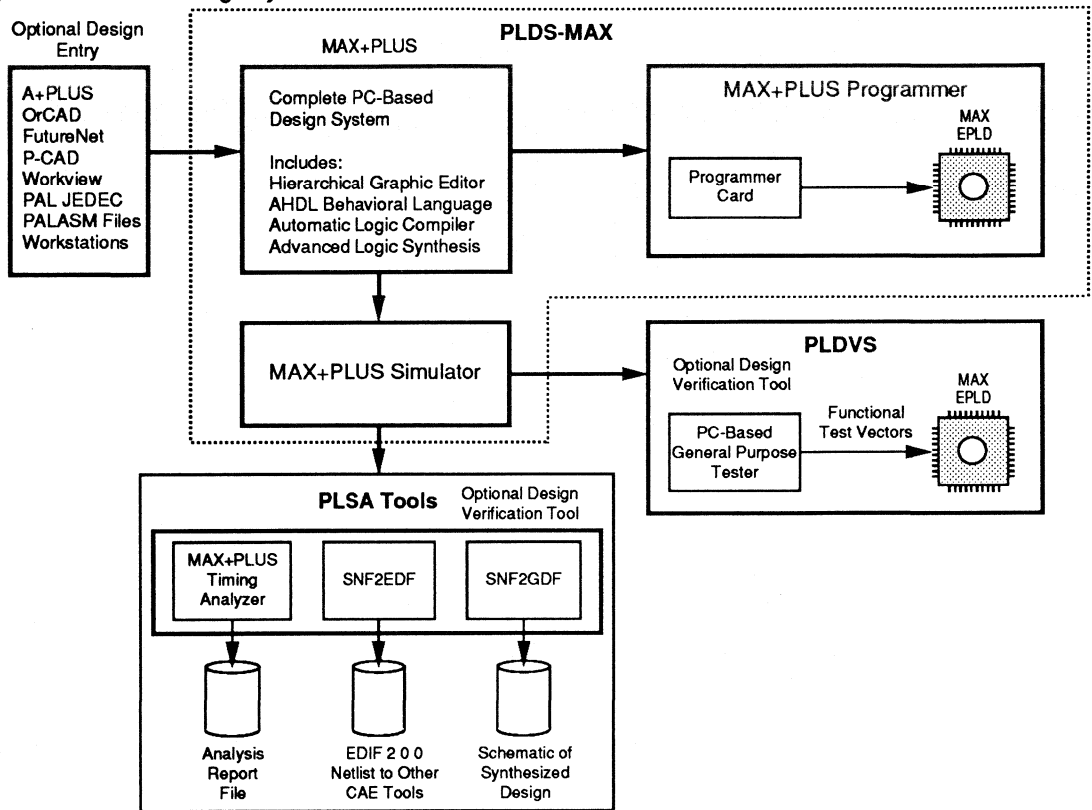 Optional Design
Entry
A+PLUS
OrCAD
FutureNet
P-CAD
Workview
PAL JEDEC
PALASM Files
Workstations
PLDS-MAX
MAX+PLUS
Complete PC-Based
Design System
Includes:
Hierarchical Graphic Editor
AHDL Behavioral Language
Automatic Logic Compiler
Advanced Logic Synthesis
MAX+PLUS Programmer
Programmer
Card
MAX
EPLD
MAX+PLUS Simulator
PLDVS
Optional Design
Verification Tool
PC-Based
General Purpose
Tester
Functional
Test Vectors
MAX
EPLD
PLSA Tools
Optional Design
Verification Tool
MAX+PLUS
Timing
Analyzer
SNF2EDF
SNF2GDF
Analysis
Report
File
EDIF 2 0 0
Netlist to Other
CAE Tools
Schematic of
Synthesized
Design